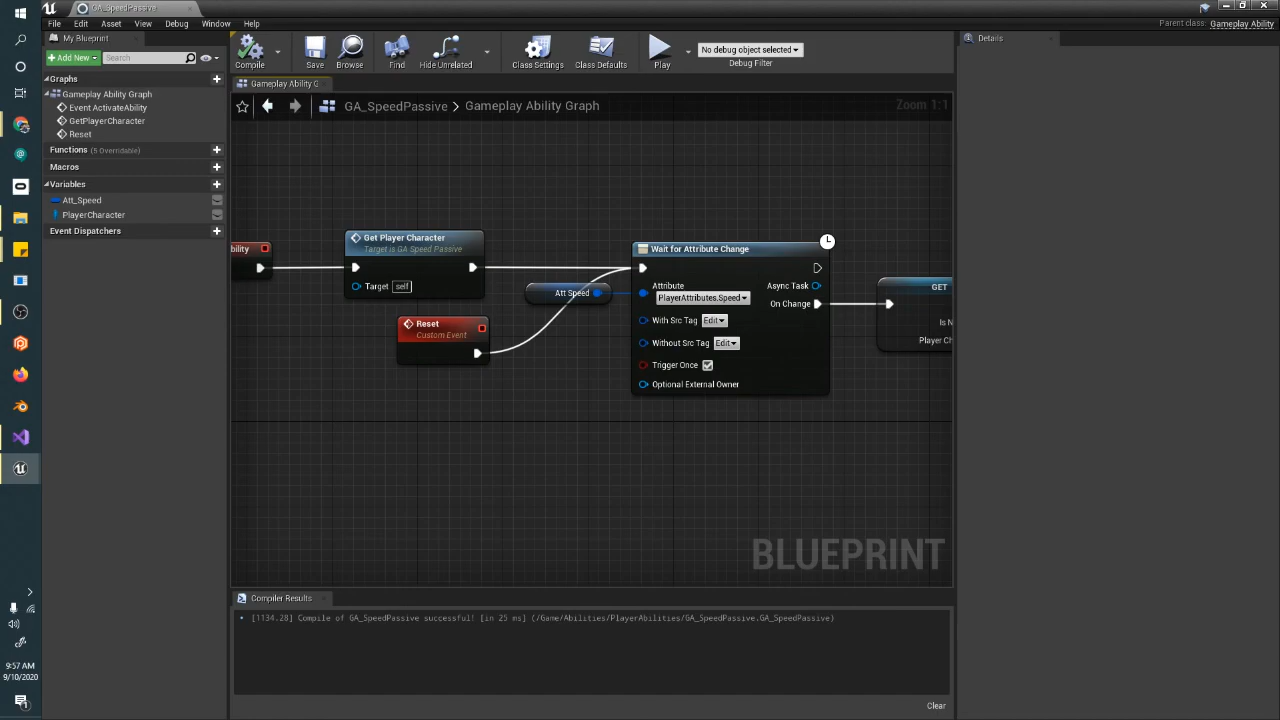 GA_SpeedPassive
File Edit Asset View Debug Window Help
Parent class: Gameplay Ability
My Blueprint
Add New
Search
Compile
Save
Browse
Find
Hide Unrelated
Class Settings
Class Defaults
Play
No debug object selected
Debug Filter
Details
Graphs
Gameplay Ability Graph
Event ActivateAbility
GetPlayerCharacter
Reset
Functions (5 Overridable)
Macros
Variables
Att_Speed
PlayerCharacter
Event Dispatchers
Gameplay Ability G
GA_SpeedPassive > Gameplay Ability Graph
Zoom 1:1
bility
Get Player Character
Target is GA Speed Passive
Target self
Reset
Custom Event
Att Speed
Wait for Attribute Change
Attribute
PlayerAttributes.Speed
Async Task
On Change
With Src Tag Edit
Without Src Tag Edit
Trigger Once
Optional External Owner
GET
Is N
Player Ch
BLUEPRINT
Compiler Results
[1134.28] Compile of GA_SpeedPassive successful! [in 25 ms] (/Game/Abilities/PlayerAbilities/GA_SpeedPassive.GA_SpeedPassive)
Clear
9:57 AM
9/10/2020